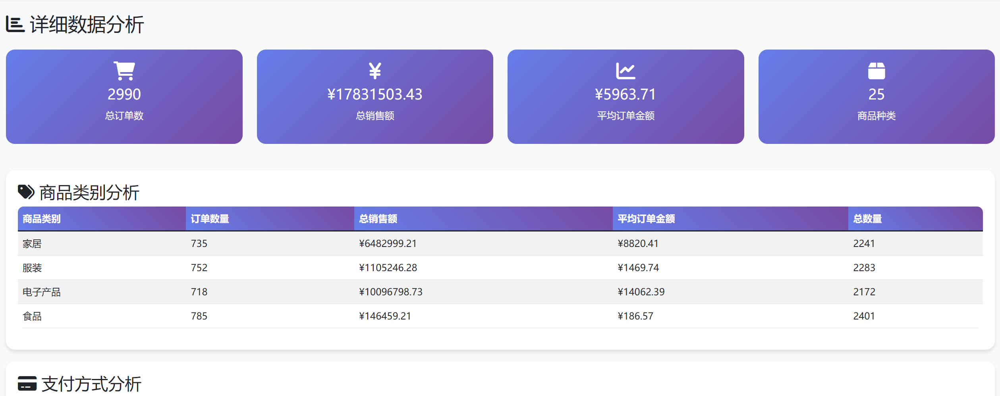 详细数据分析
2990
总订单数
¥17831503.43
总销售额
¥5963.71
平均订单金额
25
商品种类
商品类别分析
商品类别 订单数量 总销售额 平均订单金额 总数量
家居 735 ¥6482999.21 ¥8820.41 2241
服装 752 ¥1105246.28 ¥1469.74 2283
电子产品 718 ¥10096798.73 ¥14062.39 2172
食品 785 ¥146459.21 ¥186.57 2401
支付方式分析